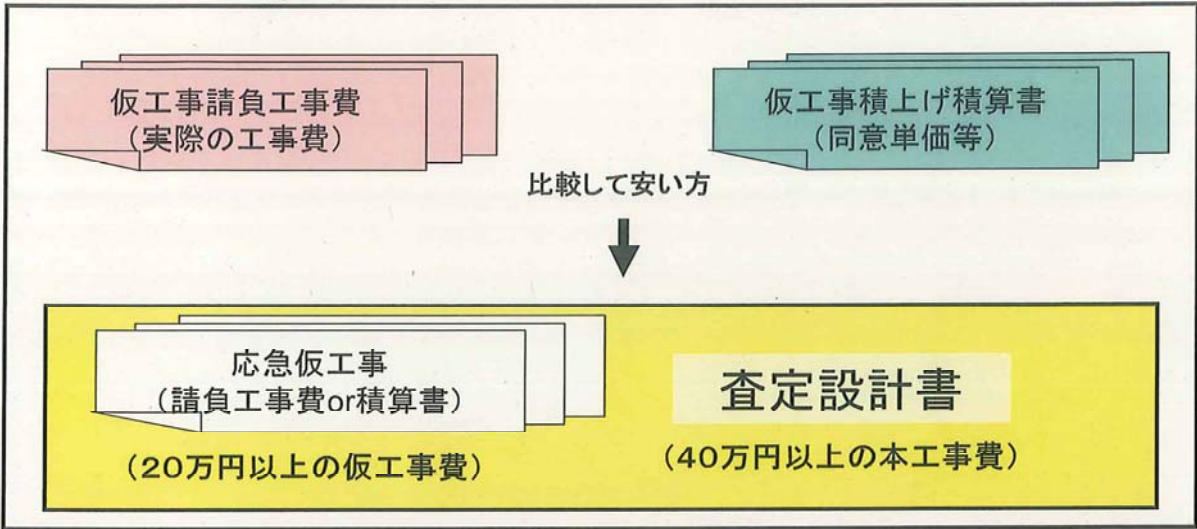 仮工事請負工事費
(実際の工事費)
仮工事積上げ積算書
(同意単価等)
比較して安い方
応急仮工事
(請負工事費or積算書)
査定設計書
(20万円以上の仮工事費)
(40万円以上の本工事費)